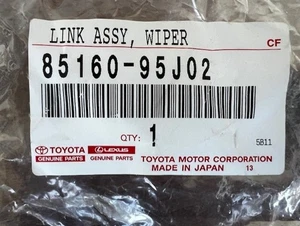 LINK ASSY, WIPER
CF
85160-95J02
QTY: 1
5B11
TOYOTA LEXUS
GENUINE PARTS GENUINE PARTS
TOYOTA MOTOR CORPORATION
MADE IN JAPAN 13